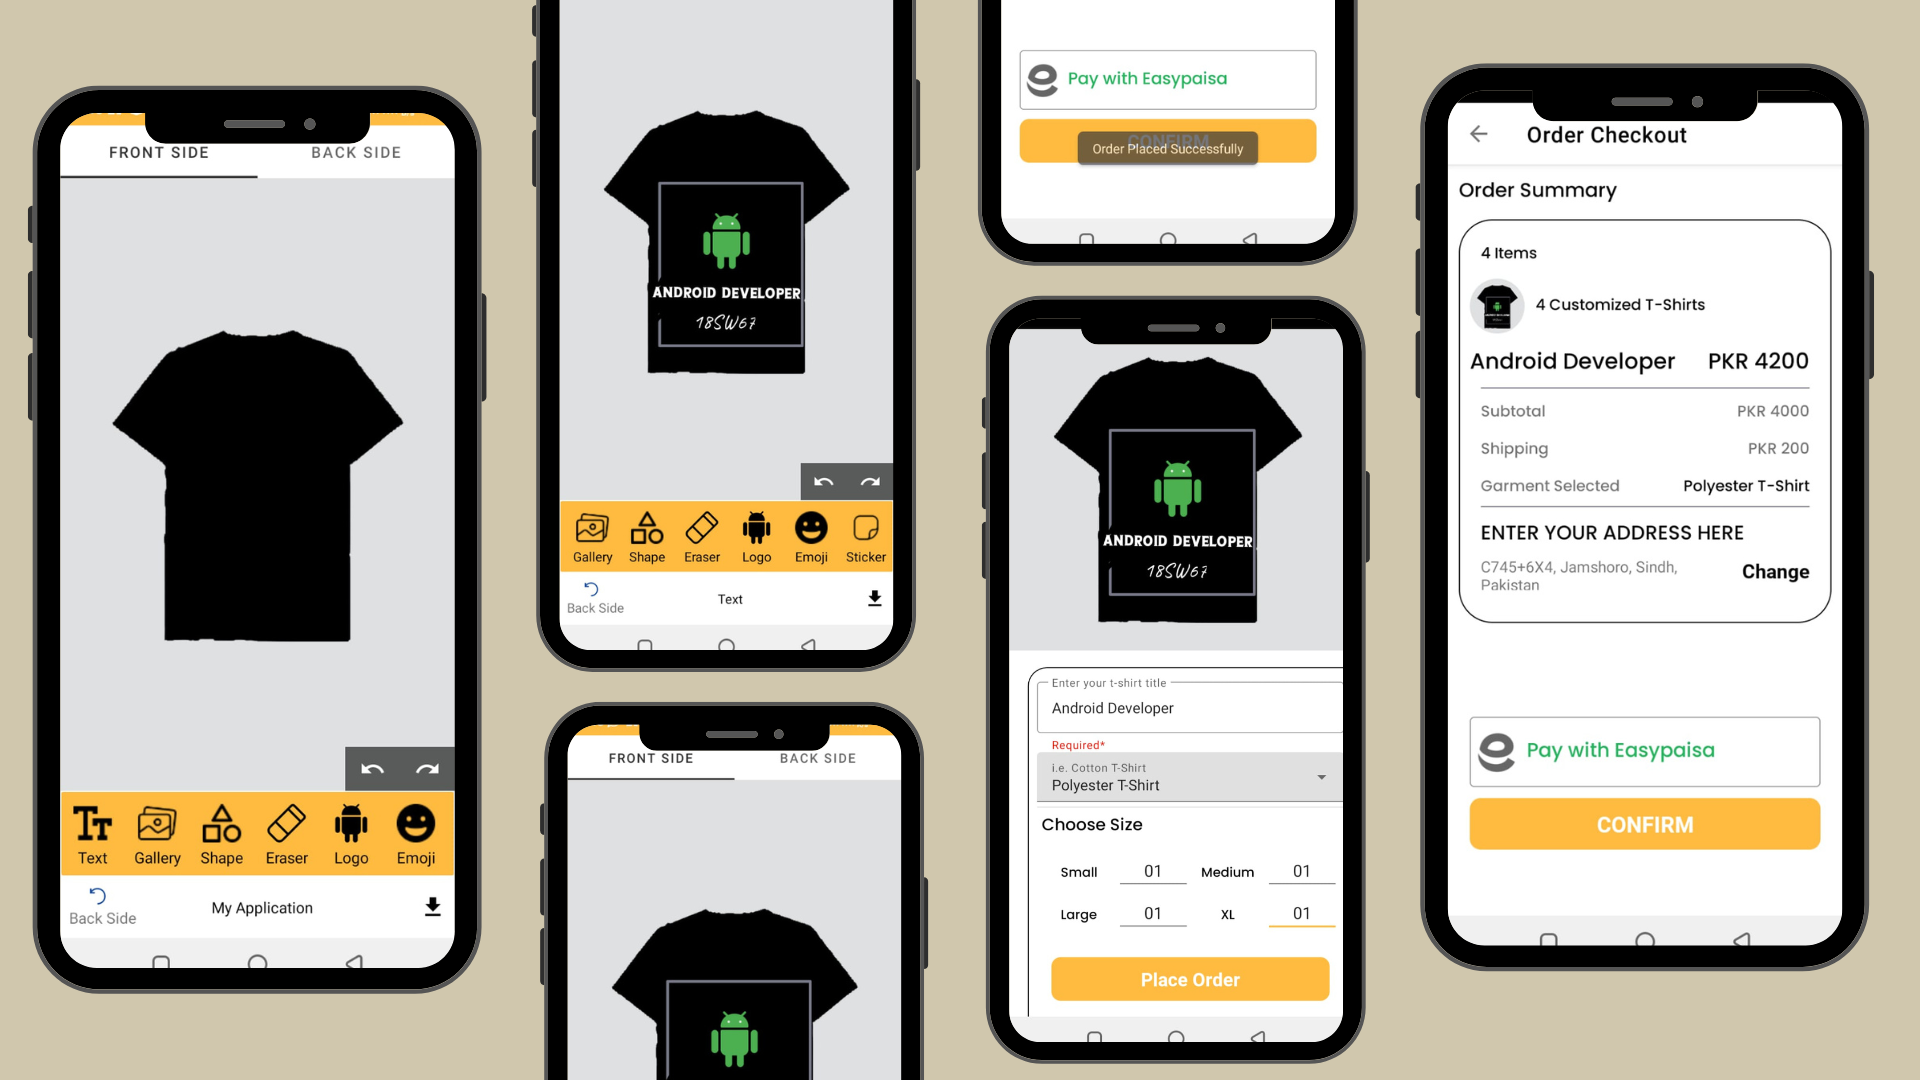 FRONT SIDE
BACK SIDE
Text
Gallery
Shape
Eraser
Logo
Emoji
Back Side
My Application
ANDROID DEVELOPER
18SW67
Gallery
Shape
Eraser
Logo
Emoji
Sticker
Back Side
Text
FRONT SIDE
BACK SIDE
Pay with Easypaisa
CONFIRM
Order Placed Successfully
ANDROID DEVELOPER
18SW67
Enter your t-shirt title
Android Developer
Required*
i.e. Cotton T-Shirt
Polyester T-Shirt
Choose Size
Small 01 Medium 01
Large 01 XL 01
Place Order
Order Checkout
Order Summary
4 Items
4 Customized T-Shirts
Android Developer PKR 4200
Subtotal PKR 4000
Shipping PKR 200
Garment Selected Polyester T-Shirt
ENTER YOUR ADDRESS HERE
C745+6X4, Jamshoro, Sindh,
Pakistan
Change
Pay with Easypaisa
CONFIRM